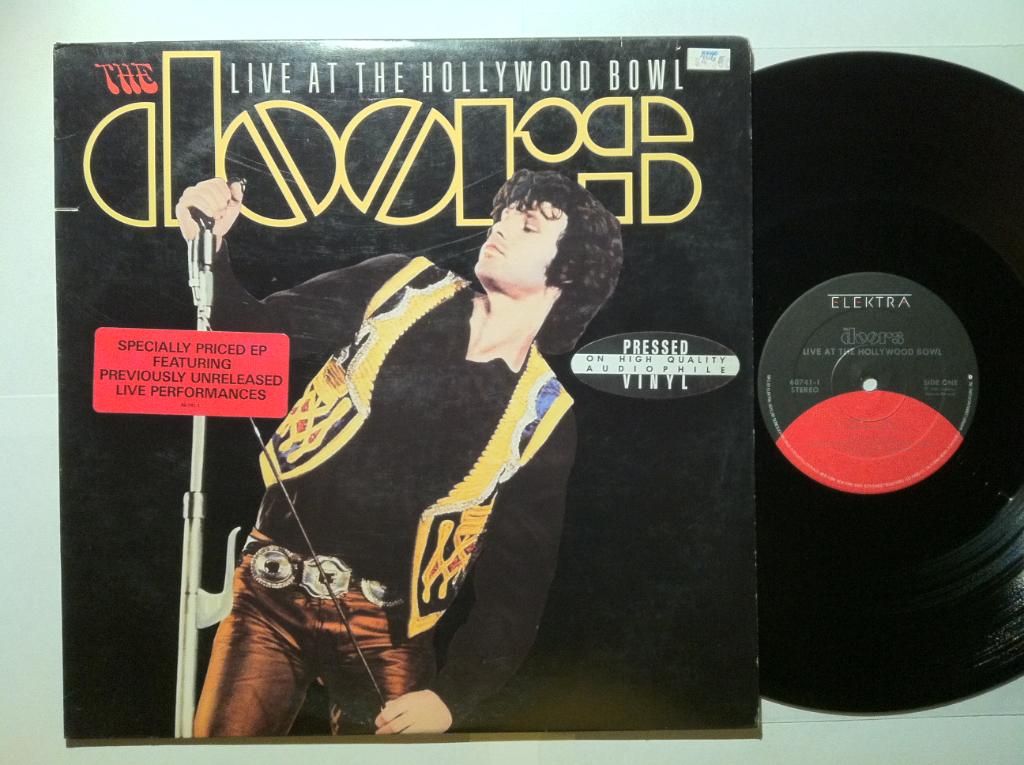 THE
LIVE AT THE HOLLYWOOD BOWL
doors
SPECIALLY PRICED EP
FEATURING
PREVIOUSLY UNRELEASED
LIVE PERFORMANCES
PRESSED
ON HIGH QUALITY
AUDIOPHILE
VINYL
ELEKTRA
doors
LIVE AT THE HOLLYWOOD BOWL
60741-1
STEREO
SIDE ONE